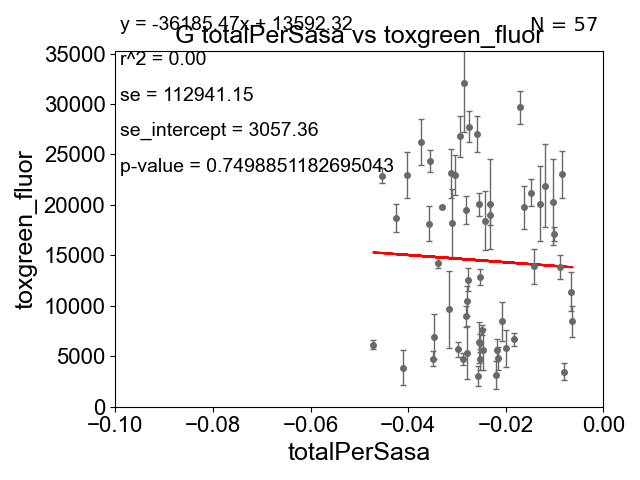 y = -36185.47x + 13592.32
N = 57
G totalPerSasa vs toxgreen_fluor
r^2 = 0.00
se = 112941.15
se_intercept = 3057.36
p-value = 0.7498851182695043
35000
30000
25000
20000
15000
10000
5000
0
toxgreen_fluor
−0.10
−0.08
−0.06
−0.04
−0.02
0.00
totalPerSasa